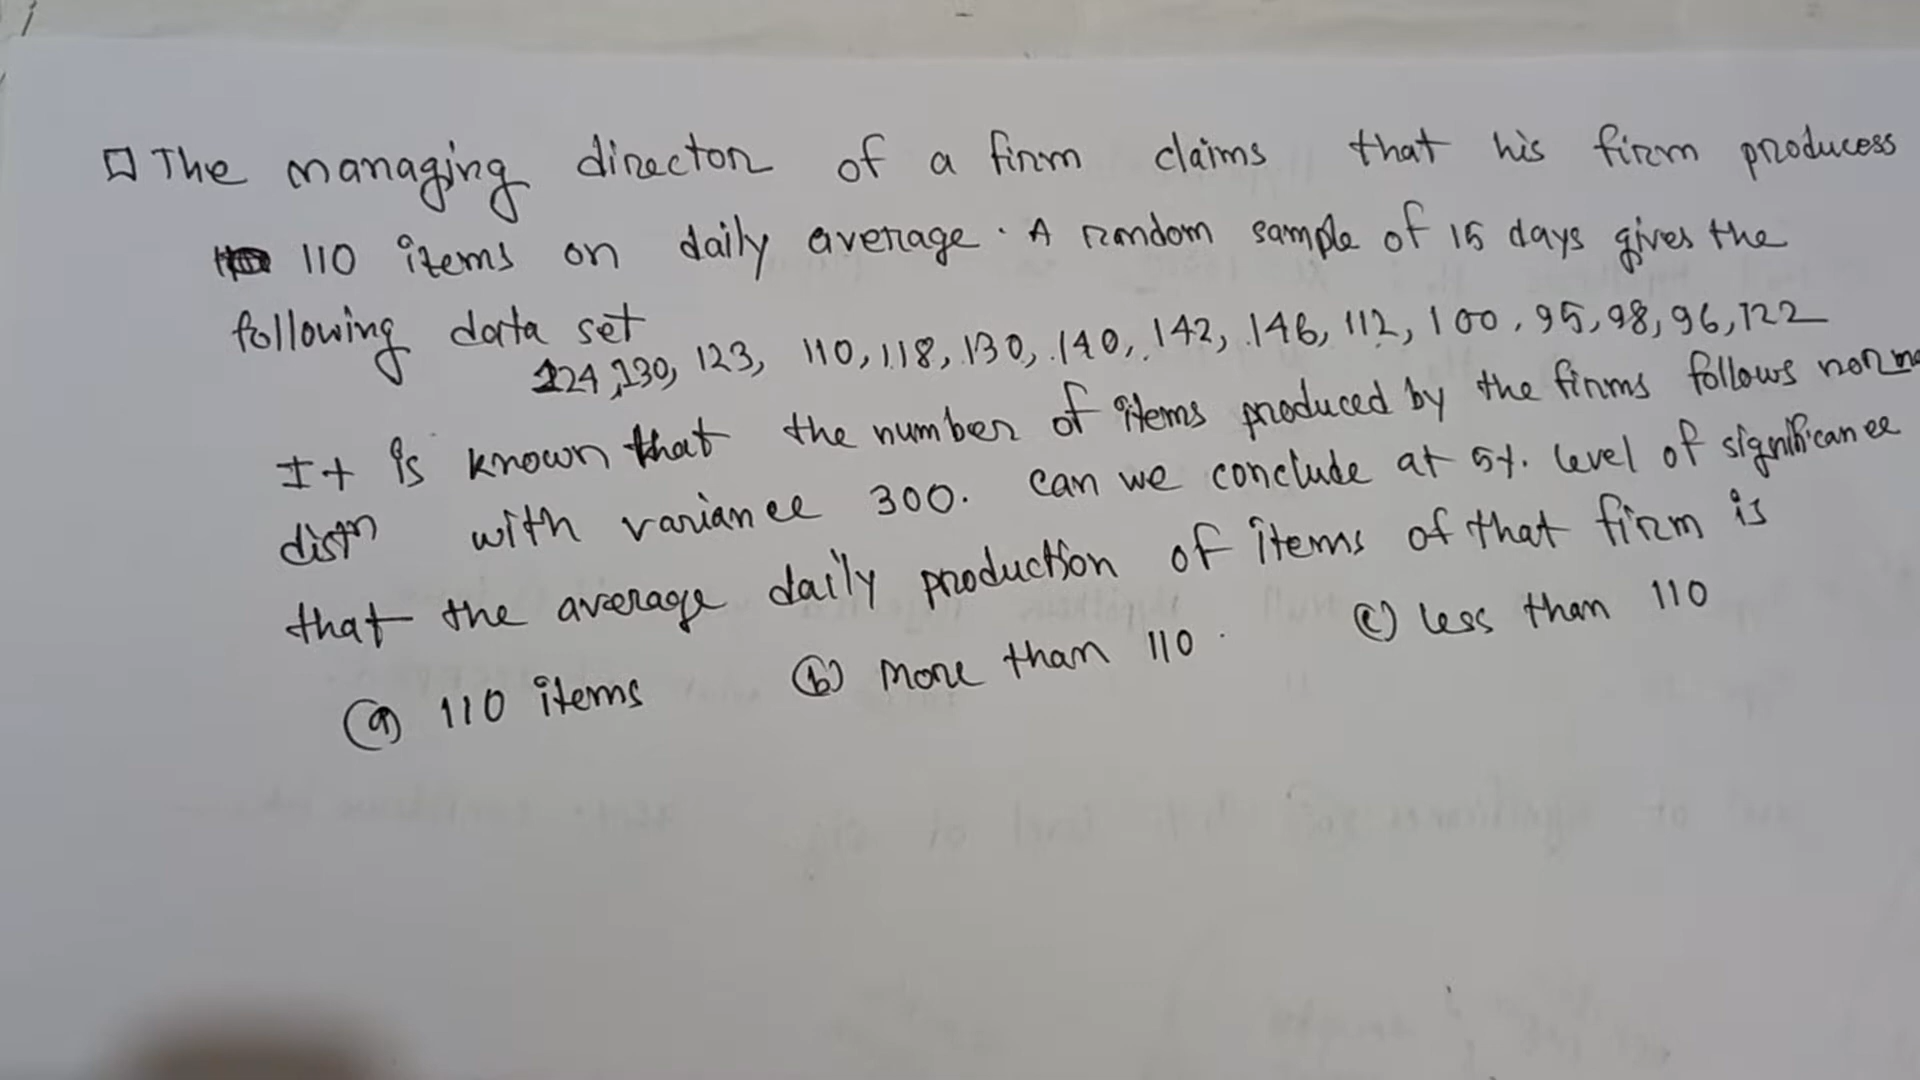 □ The managing director of a firm claims that his firm producess
110 items on daily average. A random sample of 15 days gives the
following data set
124, 130, 123, 110, 118, 130, 140, 142, 146, 112, 100, 95, 98, 96, 122
It is known that the number of items produced by the firms follows
distn with variance 300. can we conclude at 5%. level of significance
that the average daily production of items of that firm is
(a) 110 items (b) more than 110. (c) less than 110